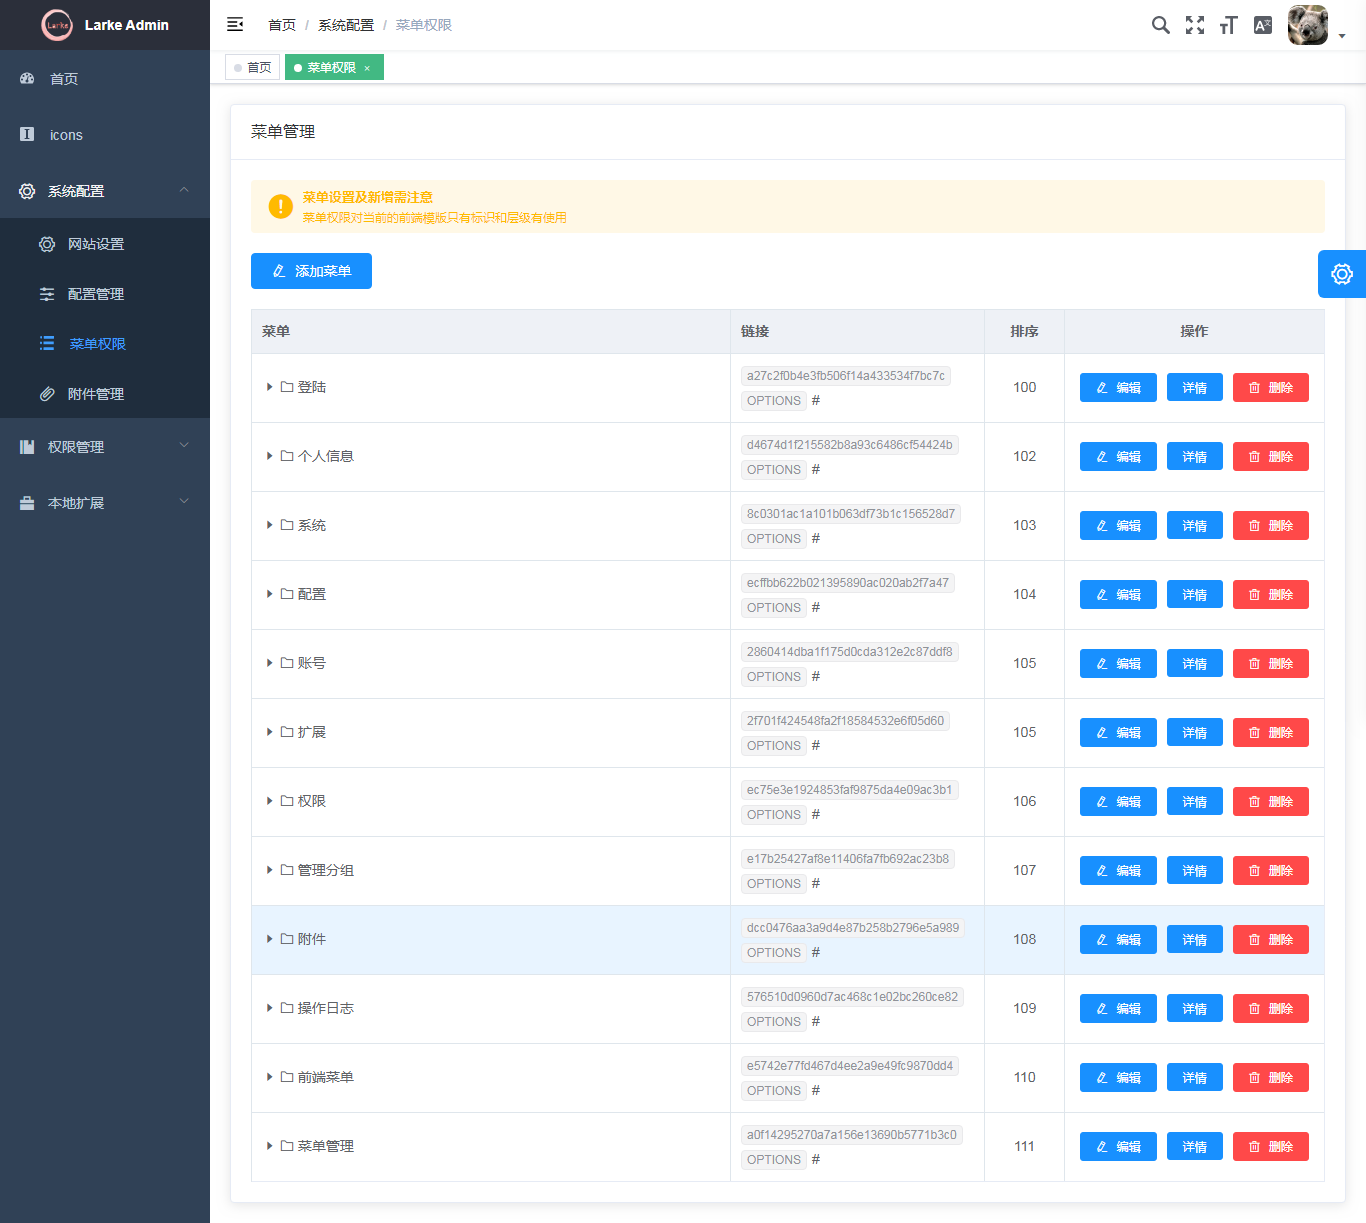 Larke
Larke Admin
首页 / 系统配置 / 菜单权限
首页
菜单权限 ×
首页
icons
系统配置
网站设置
配置管理
菜单权限
附件管理
权限管理
本地扩展
菜单管理
菜单设置及新增需注意
菜单权限对当前的前端模版只有标识和层级有使用
添加菜单
菜单 链接 排序 操作
登陆 a27c2f0b4e3fb506f14a433534f7bc7c OPTIONS # 100 编辑 详情 删除
个人信息 d4674d1f215582b8a93c6486cf54424b OPTIONS # 102 编辑 详情 删除
系统 8c0301ac1a101b063df73b1c156528d7 OPTIONS # 103 编辑 详情 删除
配置 ecffbb622b021395890ac020ab2f7a47 OPTIONS # 104 编辑 详情 删除
账号 2860414dba1f175d0cda312e2c87ddf8 OPTIONS # 105 编辑 详情 删除
扩展 2f701f424548fa2f18584532e6f05d60 OPTIONS # 105 编辑 详情 删除
权限 ec75e3e1924853faf9875da4e09ac3b1 OPTIONS # 106 编辑 详情 删除
管理分组 e17b25427af8e11406fa7fb692ac23b8 OPTIONS # 107 编辑 详情 删除
附件 dcc0476aa3a9d4e87b258b2796e5a989 OPTIONS # 108 编辑 详情 删除
操作日志 576510d0960d7ac468c1e02bc260ce82 OPTIONS # 109 编辑 详情 删除
前端菜单 e5742e77fd467d4ee2a9e49fc9870dd4 OPTIONS # 110 编辑 详情 删除
菜单管理 a0f14295270a7a156e13690b5771b3c0 OPTIONS # 111 编辑 详情 删除